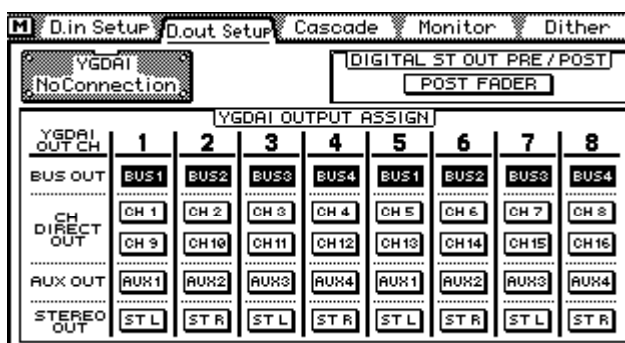 M D.in Setup D.out Setup Cascade Monitor Dither
YGDAI
NoConnection
DIGITAL ST OUT PRE/POST
POST FADER
YGDAI OUTPUT ASSIGN
YGDAI
OUT CH 1 2 3 4 5 6 7 8
BUS OUT BUS1 BUS2 BUS3 BUS4 BUS1 BUS2 BUS3 BUS4
CH
DIRECT
OUT
CH 1 CH 2 CH 3 CH 4 CH 5 CH 6 CH 7 CH 8
CH 9 CH10 CH11 CH12 CH13 CH14 CH15 CH16
AUX OUT AUX1 AUX2 AUX3 AUX4 AUX1 AUX2 AUX3 AUX4
STEREO
OUT
ST L ST R ST L ST R ST L ST R ST L ST R